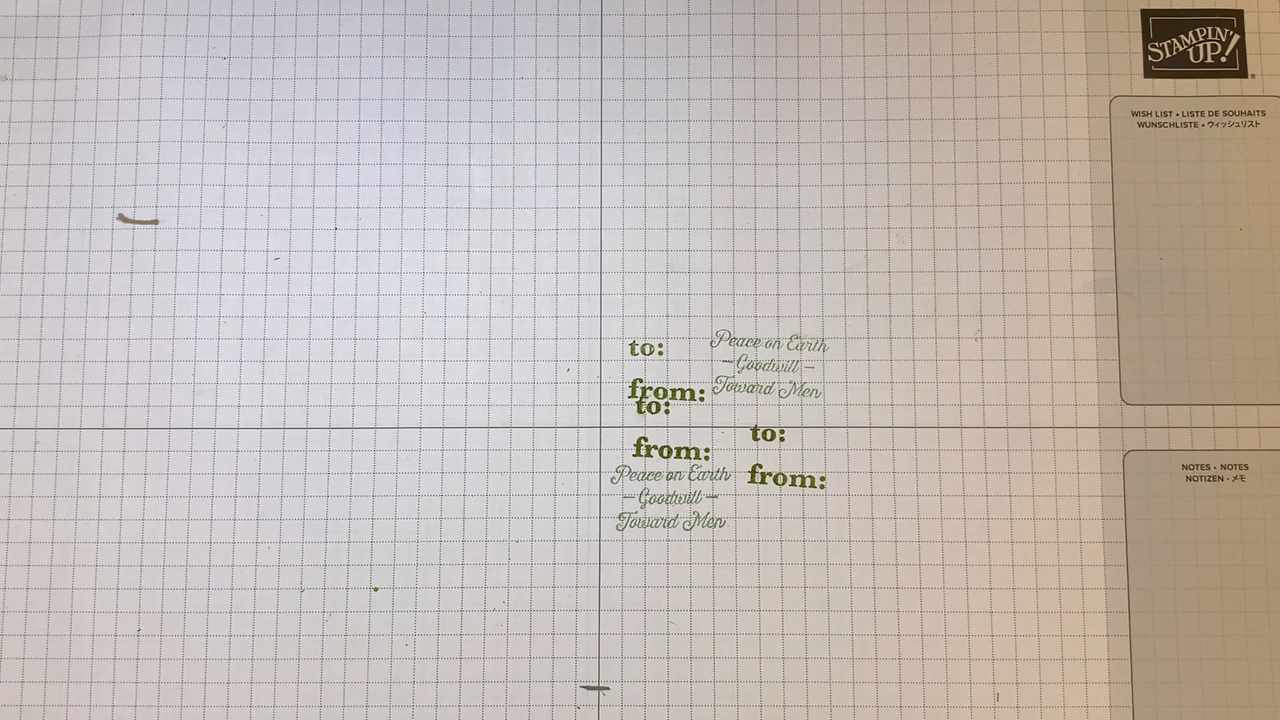 STAMPIN' UP!®
WISH LIST • LISTE DE SOUHAITS
WUNSCHLISTE • ウィッシュリスト
to:
from:
Peace on Earth
– Goodwill –
Toward Men
to:
from:
to:
from:
Peace on Earth
– Goodwill –
Toward Men
NOTES • NOTES
NOTIZEN • メモ